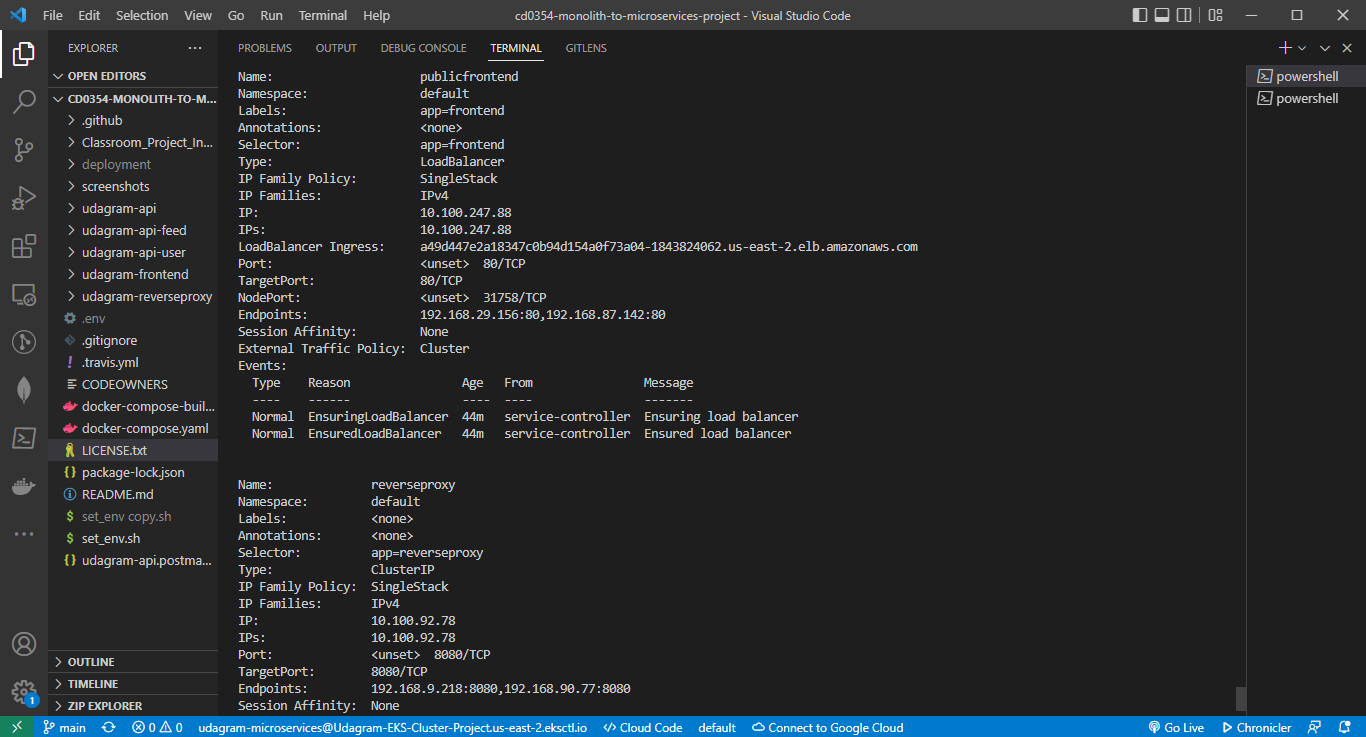 File Edit Selection View Go Run Terminal Help cd0354-monolith-to-microservices-project - Visual Studio Code
EXPLORER ···
OPEN EDITORS
CD0354-MONOLITH-TO-M...
.github
Classroom_Project_In...
deployment
screenshots
udagram-api
udagram-api-feed
udagram-api-user
udagram-frontend
udagram-reverseproxy
.env
.gitignore
.travis.yml
CODEOWNERS
docker-compose-buil...
docker-compose.yaml
LICENSE.txt
package-lock.json
README.md
set_env copy.sh
set_env.sh
udagram-api.postma...
OUTLINE
TIMELINE
ZIP EXPLORER
PROBLEMS OUTPUT DEBUG CONSOLE TERMINAL GITLENS
Name: publicfrontend
Namespace: default
Labels: app=frontend
Annotations: <none>
Selector: app=frontend
Type: LoadBalancer
IP Family Policy: SingleStack
IP Families: IPv4
IP: 10.100.247.88
IPs: 10.100.247.88
LoadBalancer Ingress: a49d447e2a18347c0b94d154a0f73a04-1843824062.us-east-2.elb.amazonaws.com
Port: <unset> 80/TCP
TargetPort: 80/TCP
NodePort: <unset> 31758/TCP
Endpoints: 192.168.29.156:80,192.168.87.142:80
Session Affinity: None
External Traffic Policy: Cluster
Events:
Type Reason Age From Message
---- ------ ---- ---- -------
Normal EnsuringLoadBalancer 44m service-controller Ensuring load balancer
Normal EnsuredLoadBalancer 44m service-controller Ensured load balancer
Name: reverseproxy
Namespace: default
Labels: <none>
Annotations: <none>
Selector: app=reverseproxy
Type: ClusterIP
IP Family Policy: SingleStack
IP Families: IPv4
IP: 10.100.92.78
IPs: 10.100.92.78
Port: <unset> 8080/TCP
TargetPort: 8080/TCP
Endpoints: 192.168.9.218:8080,192.168.90.77:8080
Session Affinity: None
powershell
powershell
1
main 0 0 udagram-microservices@Udagram-EKS-Cluster-Project.us-east-2.eksctl.io Cloud Code default Connect to Google Cloud Go Live Chronicler